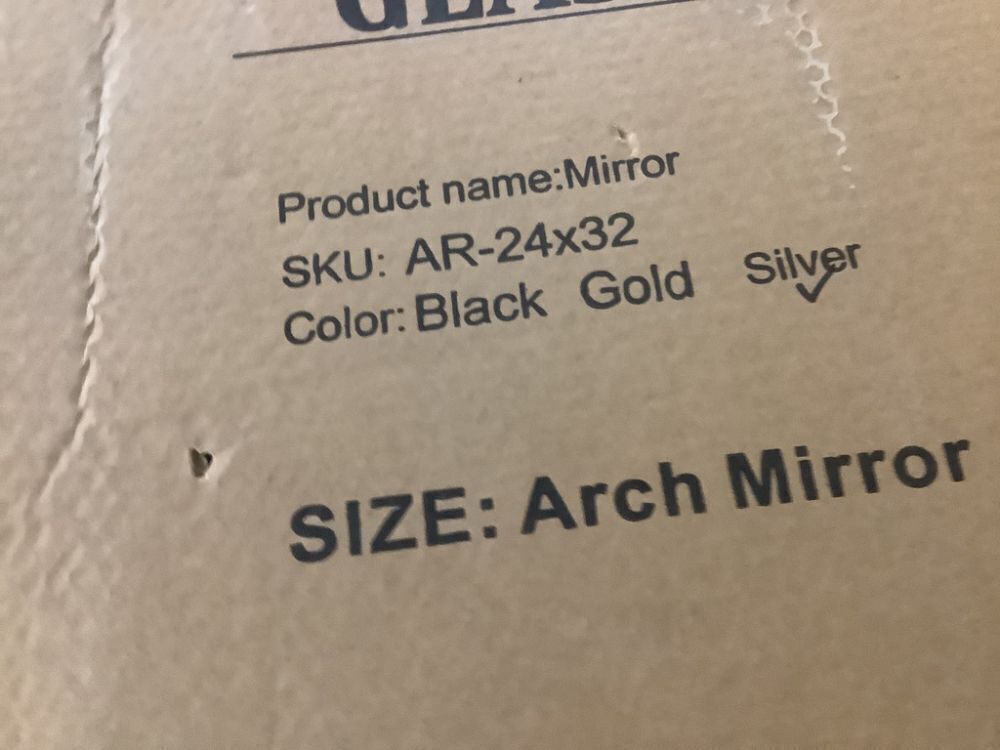 Product name:Mirror
SKU: AR-24x32
Color: Black Gold Silver
SIZE: Arch Mirror